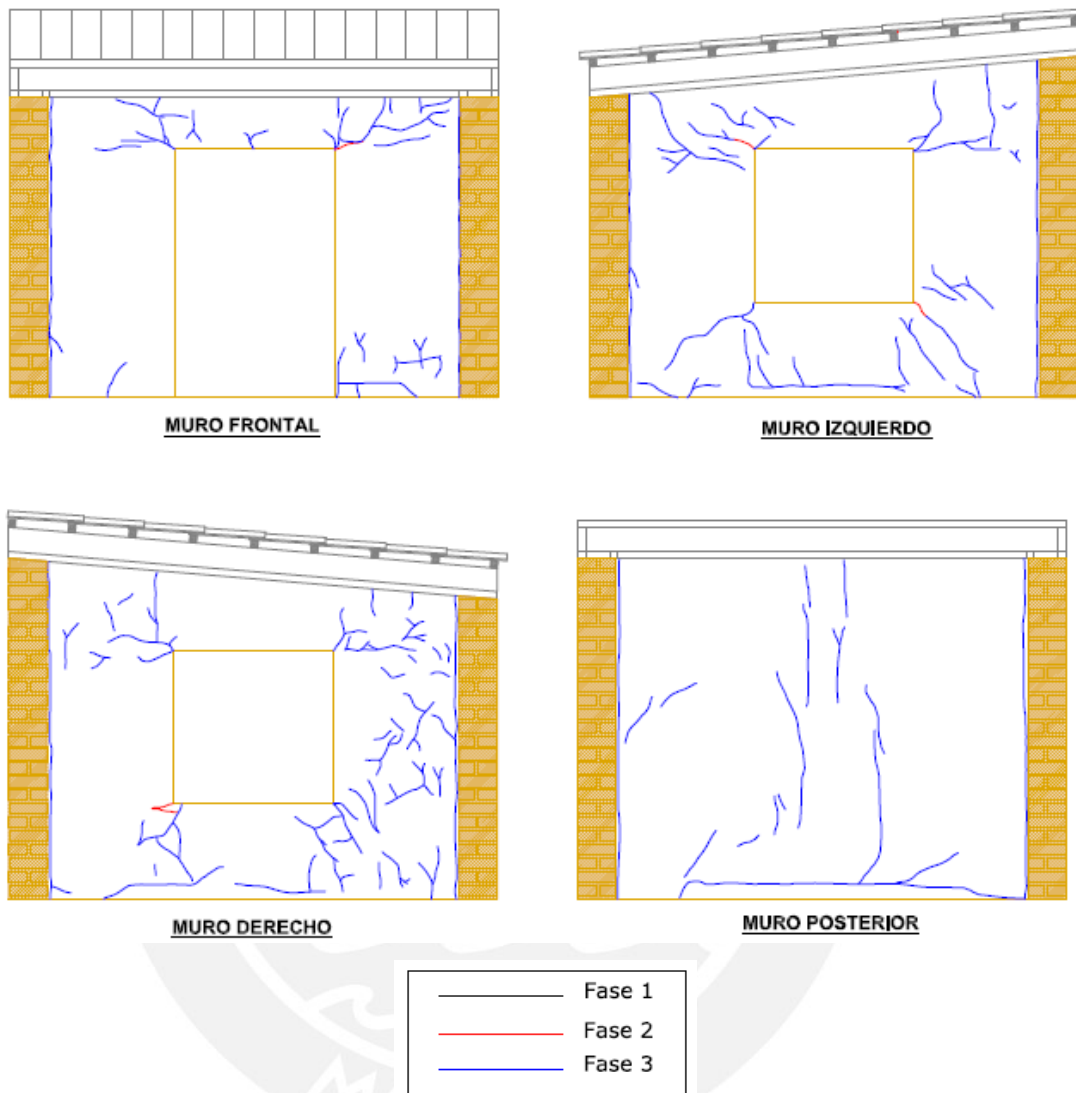 MURO FRONTAL
MURO IZQUIERDO
MURO DERECHO
MURO POSTERIOR
Fase 1
Fase 2
Fase 3